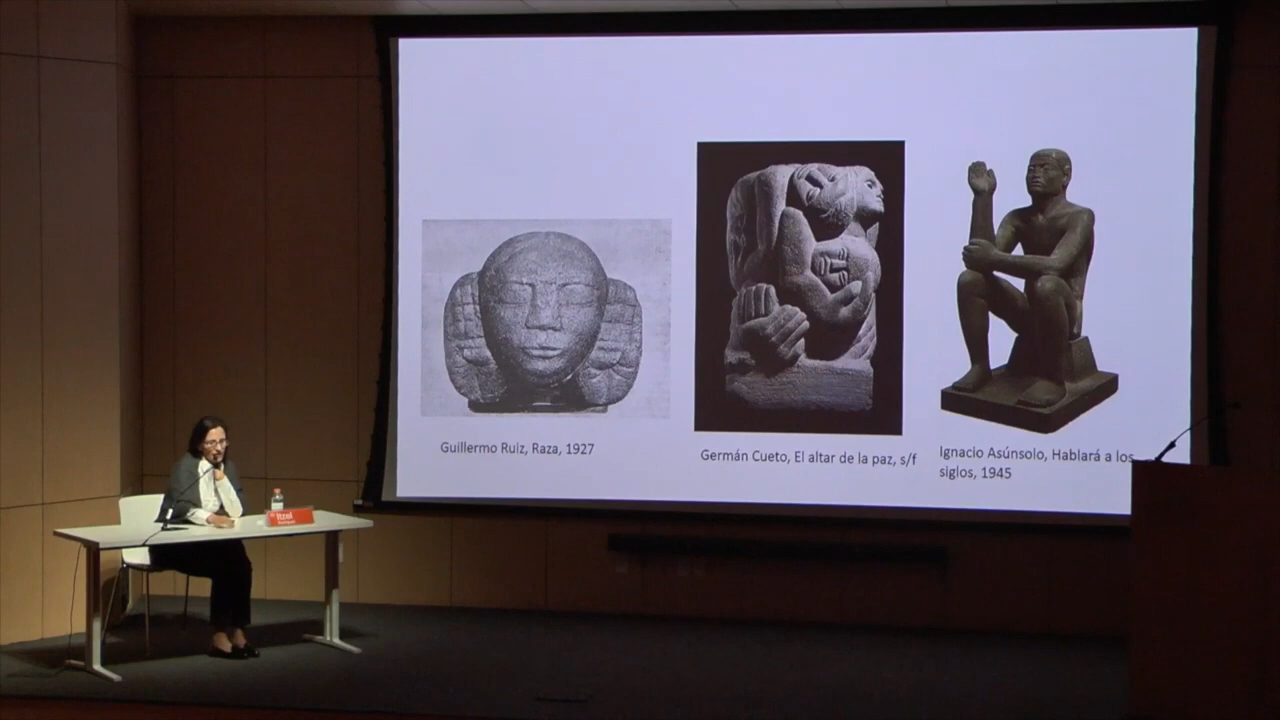 Guillermo Ruiz, Raza, 1927
Germán Cueto, El altar de la paz, s/f
Ignacio Asúnsolo, Hablará a los
siglos, 1945
Itzel